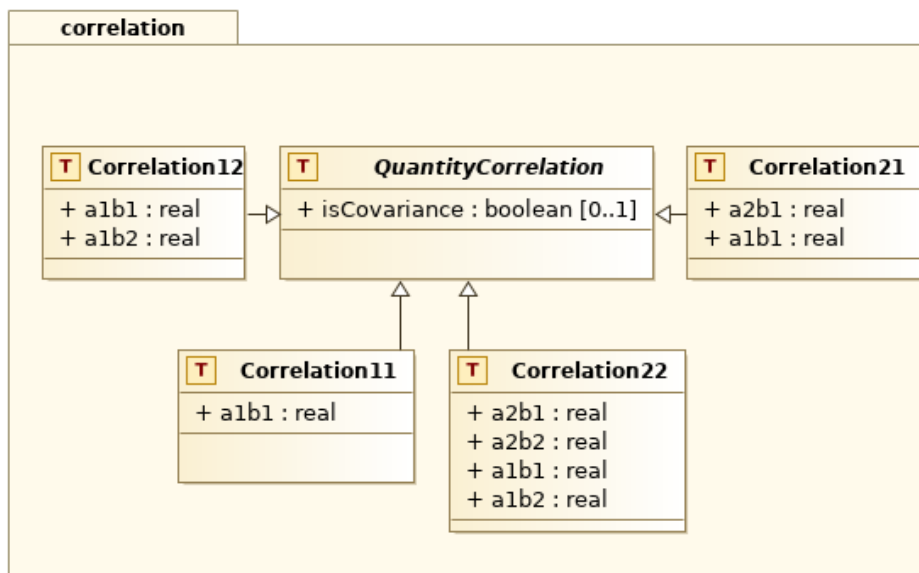 correlation
T Correlation12
+ a1b1 : real
+ a1b2 : real
T QuantityCorrelation
+ isCovariance : boolean [0..1]
T Correlation21
+ a2b1 : real
+ a1b1 : real
T Correlation11
+ a1b1 : real
T Correlation22
+ a2b1 : real
+ a2b2 : real
+ a1b1 : real
+ a1b2 : real